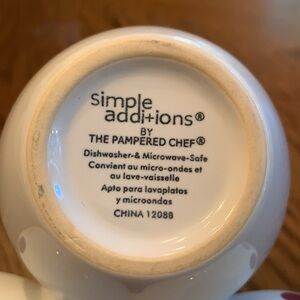 simple
additions®
BY
THE PAMPERED CHEF®
Dishwasher-& Microwave-Safe
Convient au micro-ondes et
au lave-vaisselle
Apto para lavaplatos
y microondas
CHINA 1208B